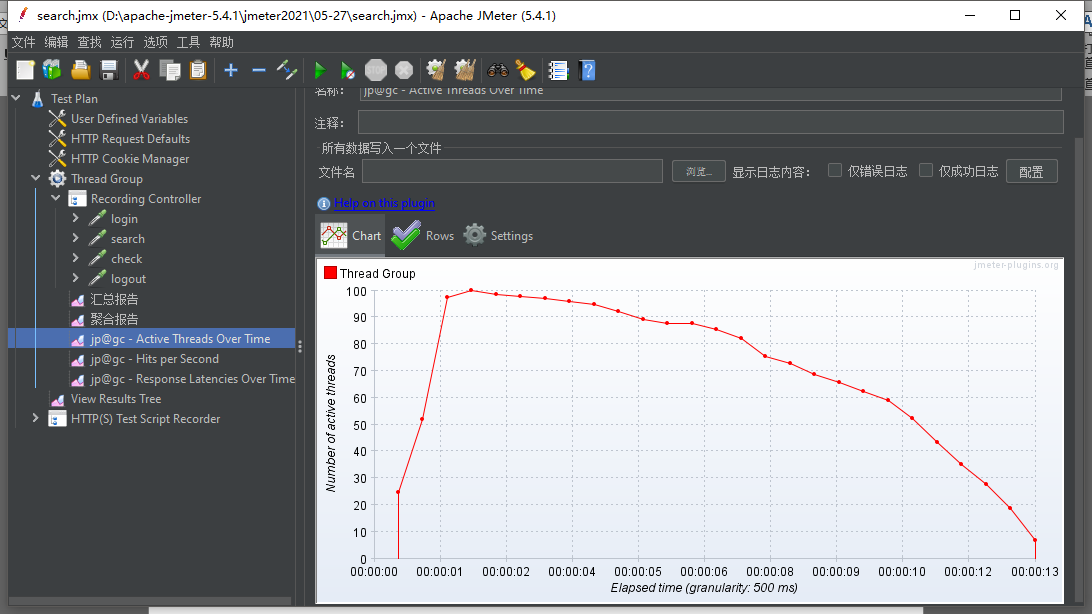 search.jmx (D:\apache-jmeter-5.4.1\jmeter2021\05-27\search.jmx) - Apache JMeter (5.4.1)
文件 编辑 查找 运行 选项 工具 帮助
STOP
Test Plan
User Defined Variables
HTTP Request Defaults
HTTP Cookie Manager
Thread Group
Recording Controller
login
search
check
logout
汇总报告
聚合报告
jp@gc - Active Threads Over Time
jp@gc - Hits per Second
jp@gc - Response Latencies Over Time
View Results Tree
HTTP(S) Test Script Recorder
名称: jp@gc - Active Threads Over Time
注释:
所有数据写入一个文件
文件名 浏览... 显示日志内容: 仅错误日志 仅成功日志 配置
Help on this plugin
Chart Rows Settings
jmeter-plugins.org
Thread Group
100
90
80
70
60
50
40
30
20
10
0
Number of active threads
00:00:00 00:00:01 00:00:02 00:00:04 00:00:05 00:00:06 00:00:08 00:00:09 00:00:10 00:00:12 00:00:13
Elapsed time (granularity: 500 ms)